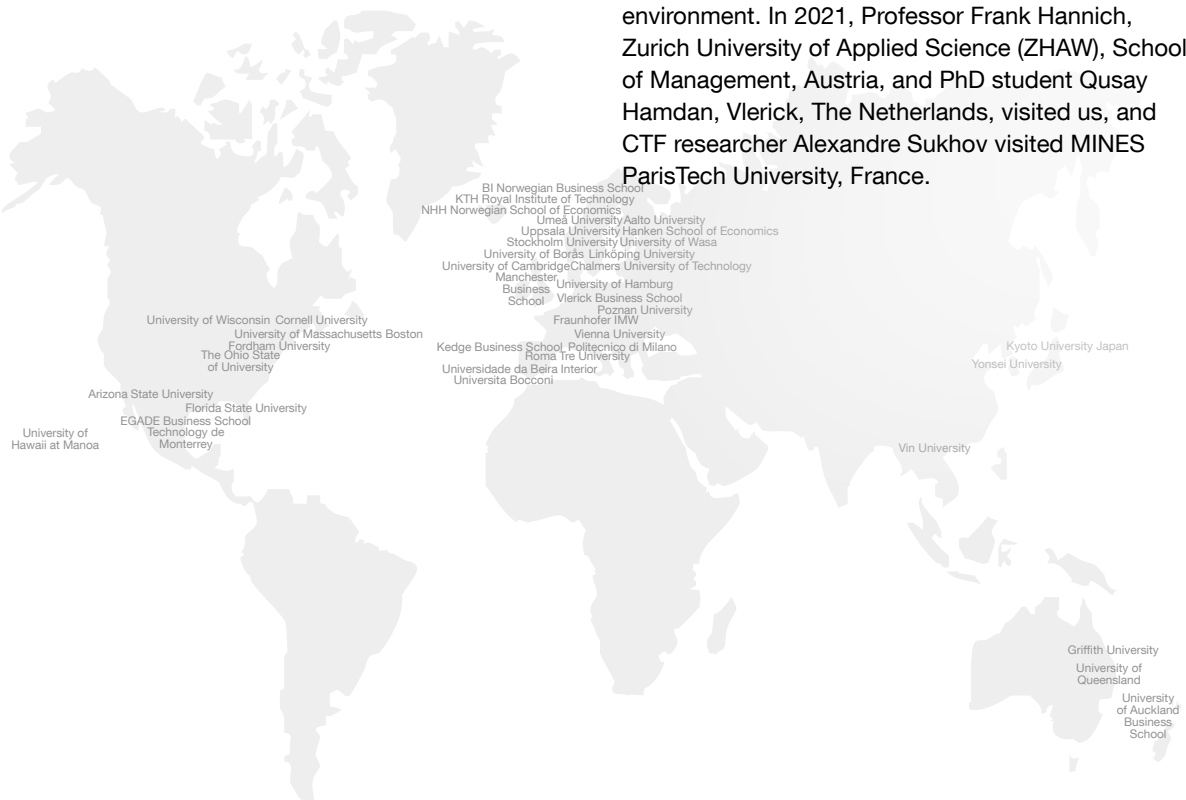 environment. In 2021, Professor Frank Hannich,
Zurich University of Applied Science (ZHAW), School
of Management, Austria, and PhD student Qusay
Hamdan, Vlerick, The Netherlands, visited us, and
CTF researcher Alexandre Sukhov visited MINES
ParisTech University, France.
BI Norwegian Business School
KTH Royal Institute of Technology
NHH Norwegian School of Economics
Umeå University Aalto University
Uppsala University Hanken School of Economics
Stockholm University University of Wasa
University of Borås Linköping University
University of Cambridge Chalmers University of Technology
Manchester
Business
School
University of Hamburg
Vlerick Business School
Poznan University
Fraunhofer IMW
Vienna University
Kedge Business School Politecnico di Milano
Roma Tre University
Universidade da Beira Interior
Universita Bocconi
University of Wisconsin Cornell University
University of Massachusetts Boston
Fordham University
The Ohio State
of University
Arizona State University
Florida State University
EGADE Business School
Technology de
Monterrey
University of
Hawaii at Manoa
Kyoto University Japan
Yonsei University
Vin University
Griffith University
University of
Queensland
University
of Auckland
Business
School